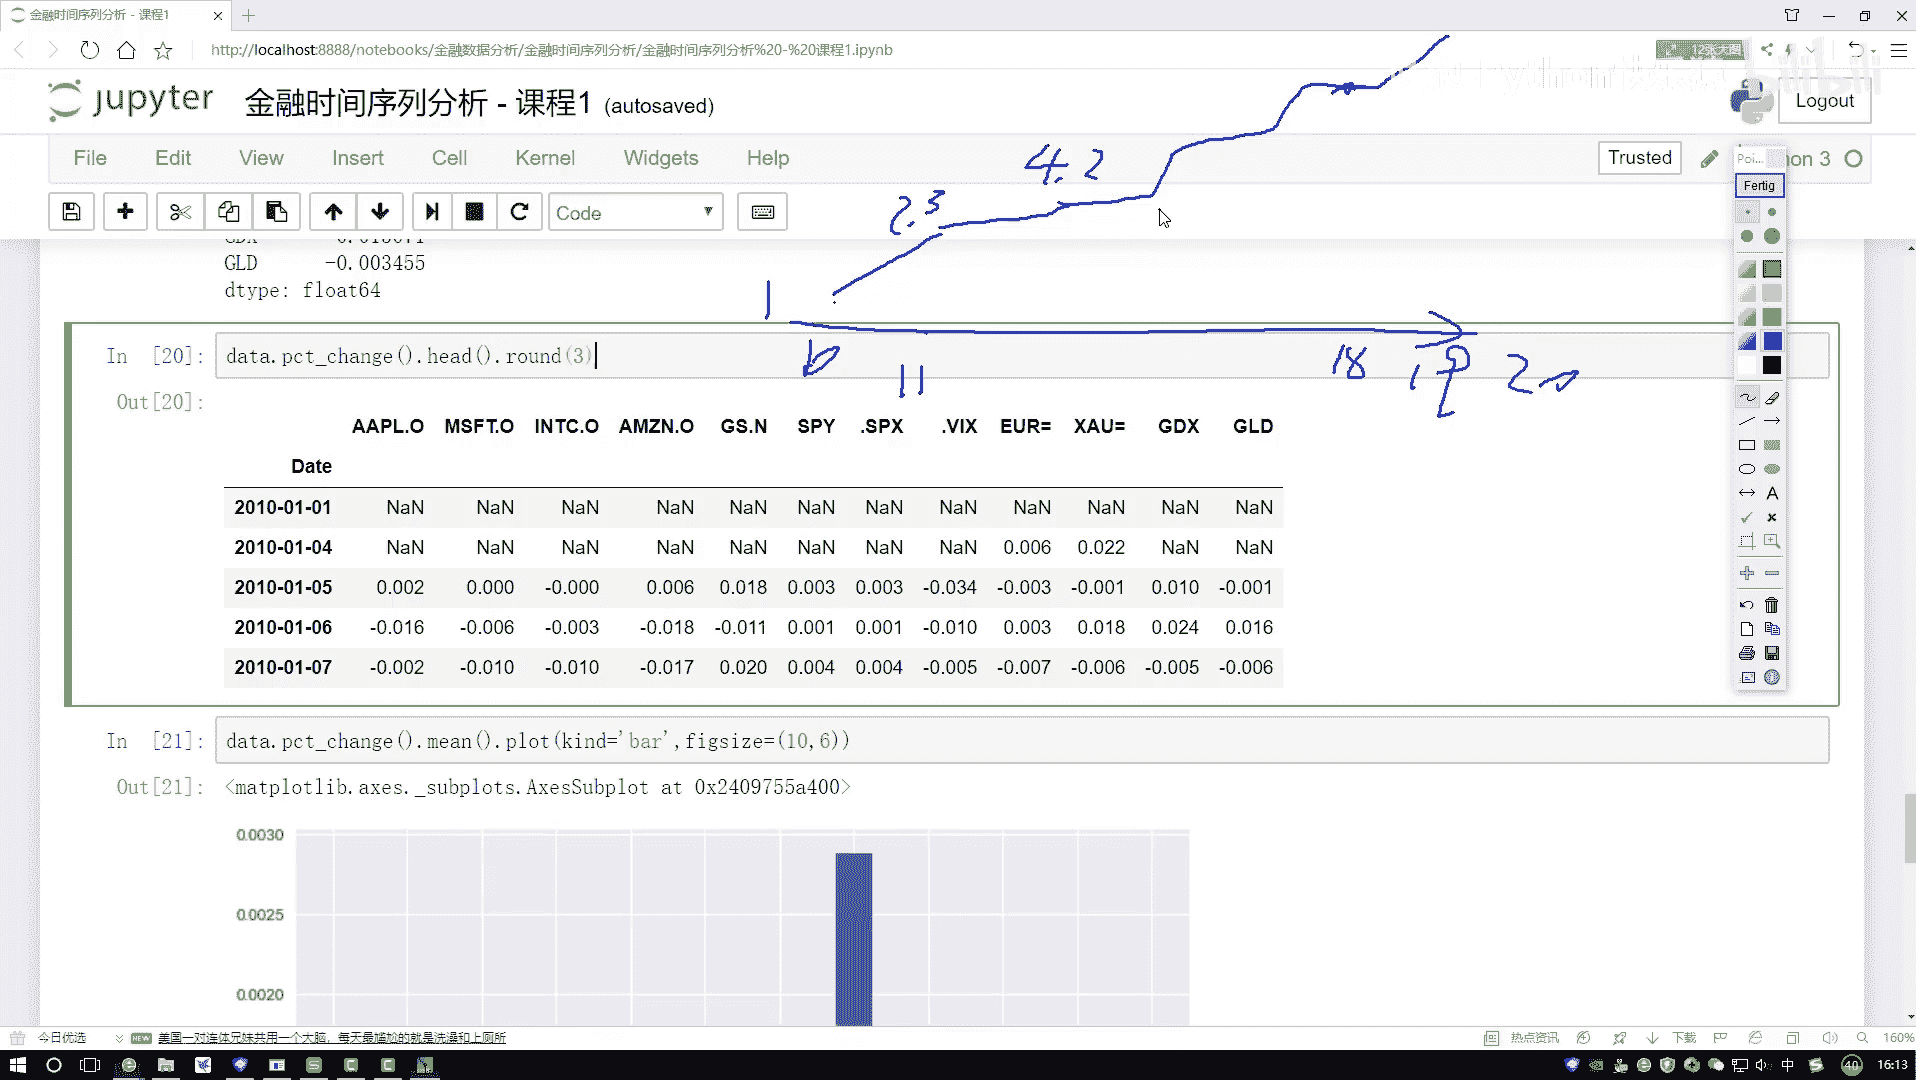 金融时间序列分析 - 课程1
http://localhost:8888/notebooks/金融数据分析/金融时间序列分析/金融时间序列分析%20-%20课程1.ipynb
12张大图
jupyter 金融时间序列分析 - 课程1 (autosaved)
bilibili
Logout
File Edit View Insert Cell Kernel Widgets Help
Trusted
Poi...
Fertig
Code
4.2
2.3
GLD -0.003455
dtype: float64
1
In [20]: data.pct_change().head().round(3)
10 11 18 19 20
Out[20]:
AAPL.O MSFT.O INTC.O AMZN.O GS.N SPY .SPX .VIX EUR= XAU= GDX GLD
Date
2010-01-01 NaN NaN NaN NaN NaN NaN NaN NaN NaN NaN NaN NaN
2010-01-04 NaN NaN NaN NaN NaN NaN NaN NaN 0.006 0.022 NaN NaN
2010-01-05 0.002 0.000 -0.000 0.006 0.018 0.003 0.003 -0.034 -0.003 -0.001 0.010 -0.001
2010-01-06 -0.016 -0.006 -0.003 -0.018 -0.011 0.001 0.001 -0.010 0.003 0.018 0.024 0.016
2010-01-07 -0.002 -0.010 -0.010 -0.017 0.020 0.004 0.004 -0.005 -0.007 -0.006 -0.005 -0.006
In [21]: data.pct_change().mean().plot(kind='bar',figsize=(10,6))
Out[21]: <matplotlib.axes._subplots.AxesSubplot at 0x2409755a400>
0.0030
0.0025
0.0020
今日优选
NEW 美国一对连体兄妹共用一个大脑，每天最尴尬的就是洗澡和上厕所
热点资讯
下载
160%
中
40
16:13